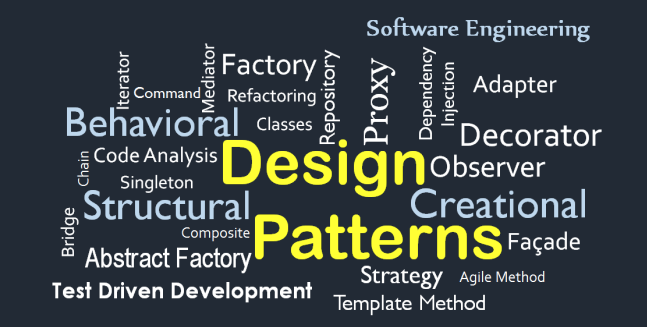 Software Engineering
Iterator
Command
Mediator
Factory
Refactoring
Repository
Proxy
Dependency
Injection
Adapter
Behavioral
Classes
Decorator
Chain
Code Analysis
Design
Observer
Singleton
Structural
Creational
Bridge
Composite
Patterns
Façade
Abstract Factory
Strategy
Agile Method
Test Driven Development
Template Method